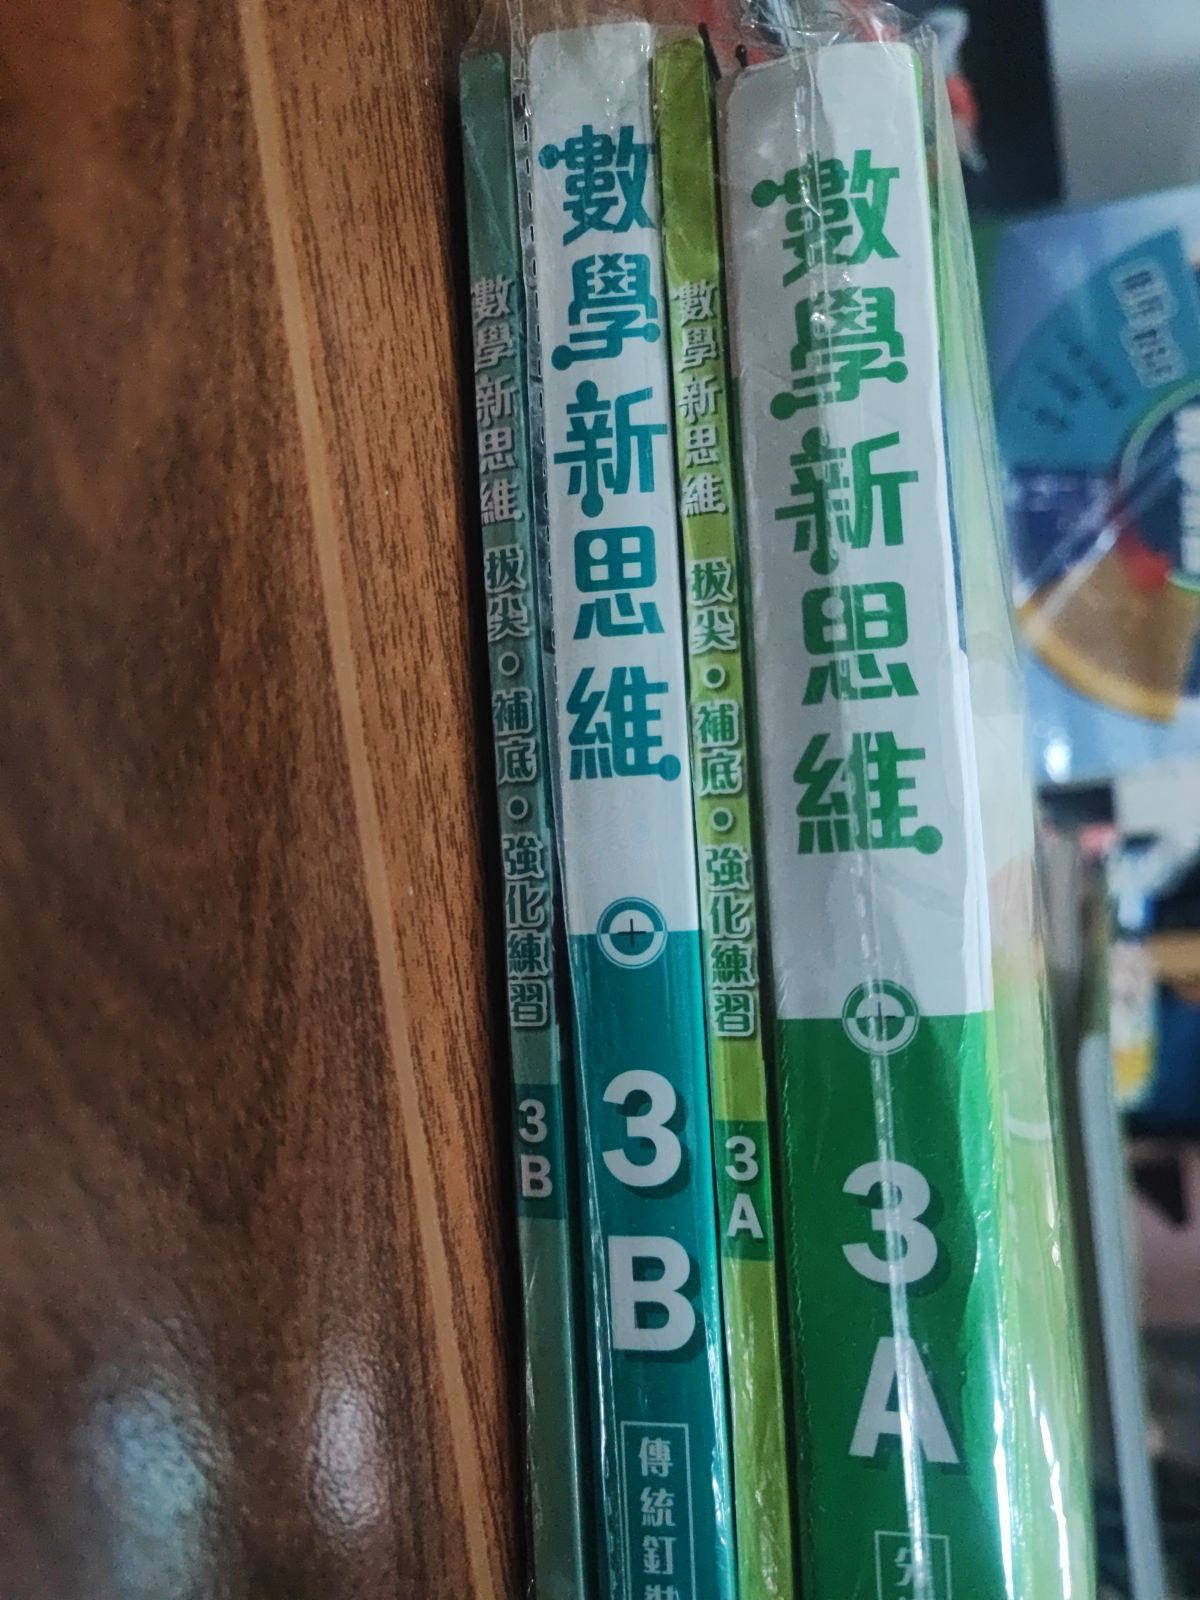 數學新思維 拔尖・補底・強化練習 3B
數學新思維 3B 傳統釘
數學新思維 拔尖・補底・強化練習 3A
數學新思維 3A